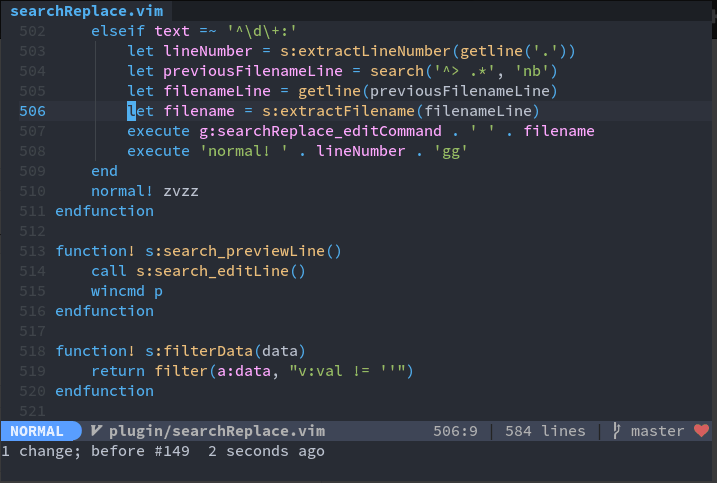 searchReplace.vim
502     elseif text =~ '^\d\+:'
503         let lineNumber = s:extractLineNumber(getline('.'))
504         let previousFilenameLine = search('^> .*', 'nb')
505         let filenameLine = getline(previousFilenameLine)
506         let filename = s:extractFilename(filenameLine)
507         execute g:searchReplace_editCommand . ' ' . filename
508         execute 'normal! ' . lineNumber . 'gg'
509     end
510     normal! zvzz
511 endfunction
512
513 function! s:search_previewLine()
514     call s:search_editLine()
515     wincmd p
516 endfunction
517
518 function! s:filterData(data)
519     return filter(a:data, "v:val != ''")
520 endfunction
521
NORMAL plugin/searchReplace.vim 506:9 | 584 lines | master
1 change; before #149  2 seconds ago